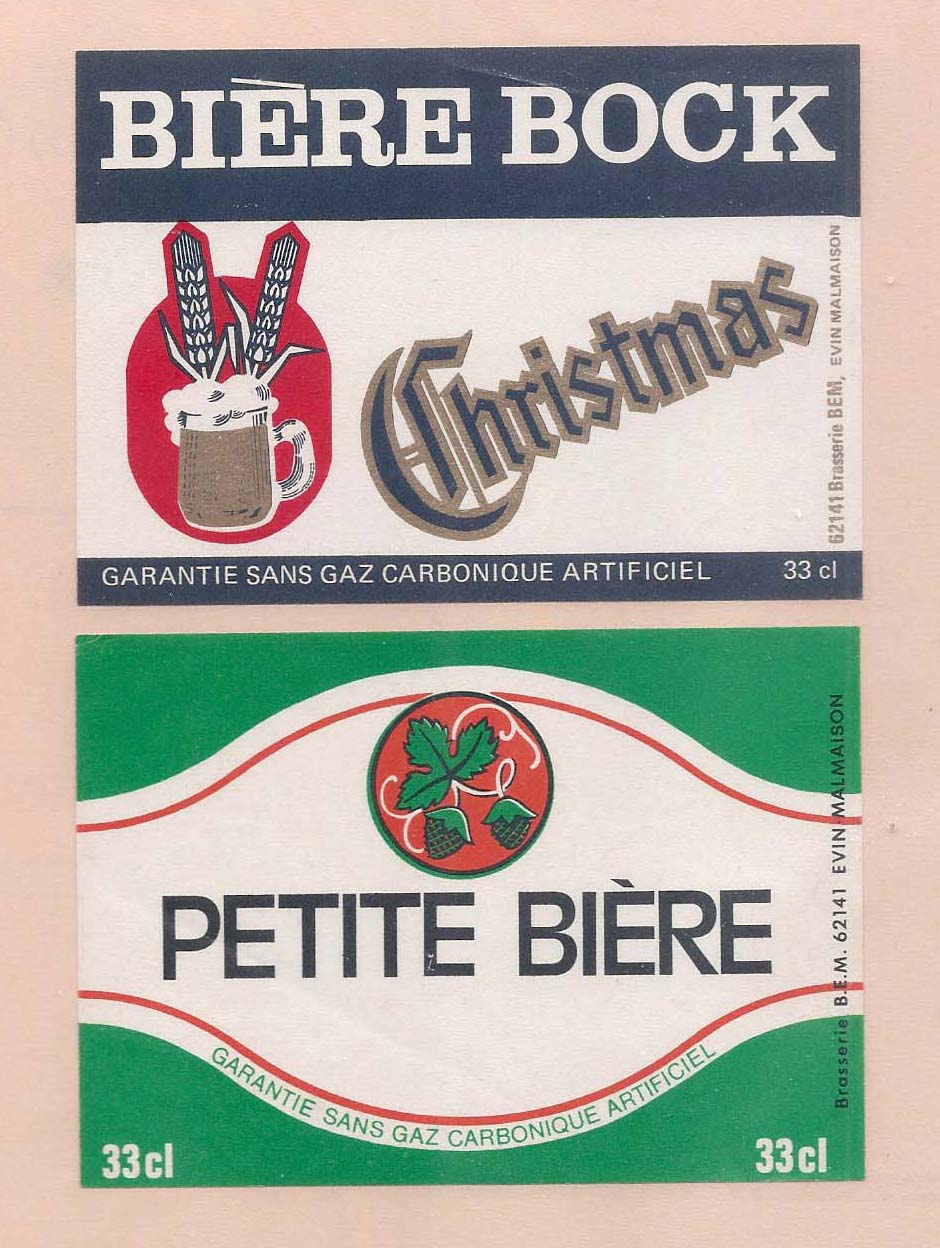 BIÈRE BOCK
Christmas
62141 Brasserie BEM, EVIN MALMAISON
GARANTIE SANS GAZ CARBONIQUE ARTIFICIEL 33 cl
PETITE BIÈRE
Brasserie B.E.M. 62141 EVIN-MALMAISON
GARANTIE SANS GAZ CARBONIQUE ARTIFICIEL
33cl 33cl